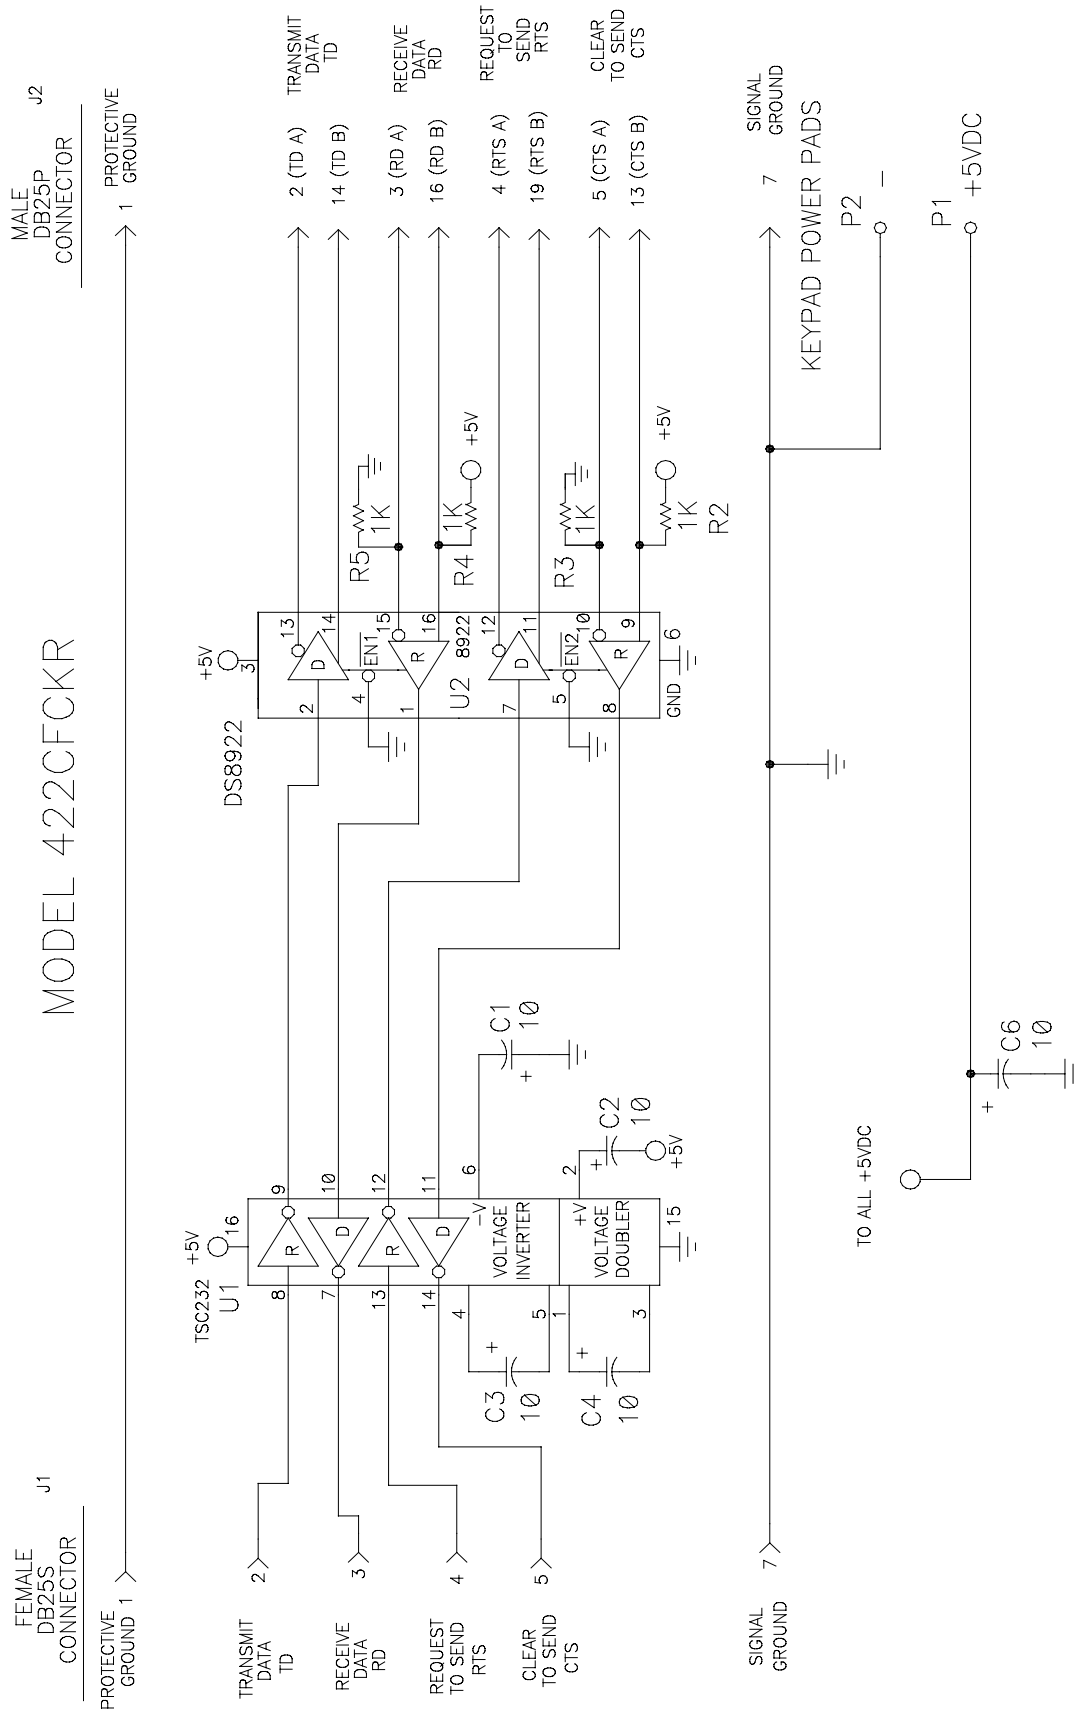 MODEL 422CFCKR
FEMALE
DB25S
CONNECTOR
J1
MALE
DB25P
CONNECTOR
J2
PROTECTIVE
GROUND 1
1 PROTECTIVE
GROUND
TRANSMIT
DATA
TD
2
RECEIVE
DATA
RD
3
REQUEST
TO SEND
RTS
4
CLEAR
TO SEND
CTS
5
SIGNAL
GROUND
7
TSC232
U1
+5V
16
8
9
R
7
10
D
13
12
R
14
11
D
4
5
1
3
6
-V
VOLTAGE
INVERTER
2
+V
VOLTAGE
DOUBLER
15
C3
10
+
C4
10
+
C1
10
+
C2
10
+
+5V
DS8922
+5V
3
2
13
D
14
4
EN1
15
1
R
16
U2
8922
12
7
D
11
5
EN2
10
8
R
9
GND
6
R5
1K
R4
1K
+5V
R3
1K
R2
1K
+5V
2 (TD A)
14 (TD B)
TRANSMIT
DATA
TD
3 (RD A)
16 (RD B)
RECEIVE
DATA
RD
4 (RTS A)
19 (RTS B)
REQUEST
TO
SEND
RTS
5 (CTS A)
13 (CTS B)
CLEAR
TO SEND
CTS
7
SIGNAL
GROUND
KEYPAD POWER PADS
P2 -
P1 +5VDC
TO ALL +5VDC
C6
10
+